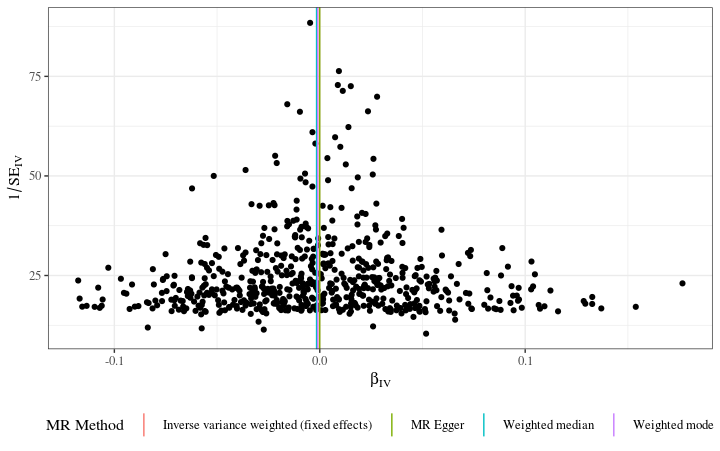 75
50
25
1/SE_IV
-0.1
0.0
0.1
β_IV
MR Method
Inverse variance weighted (fixed effects)
MR Egger
Weighted median
Weighted mode